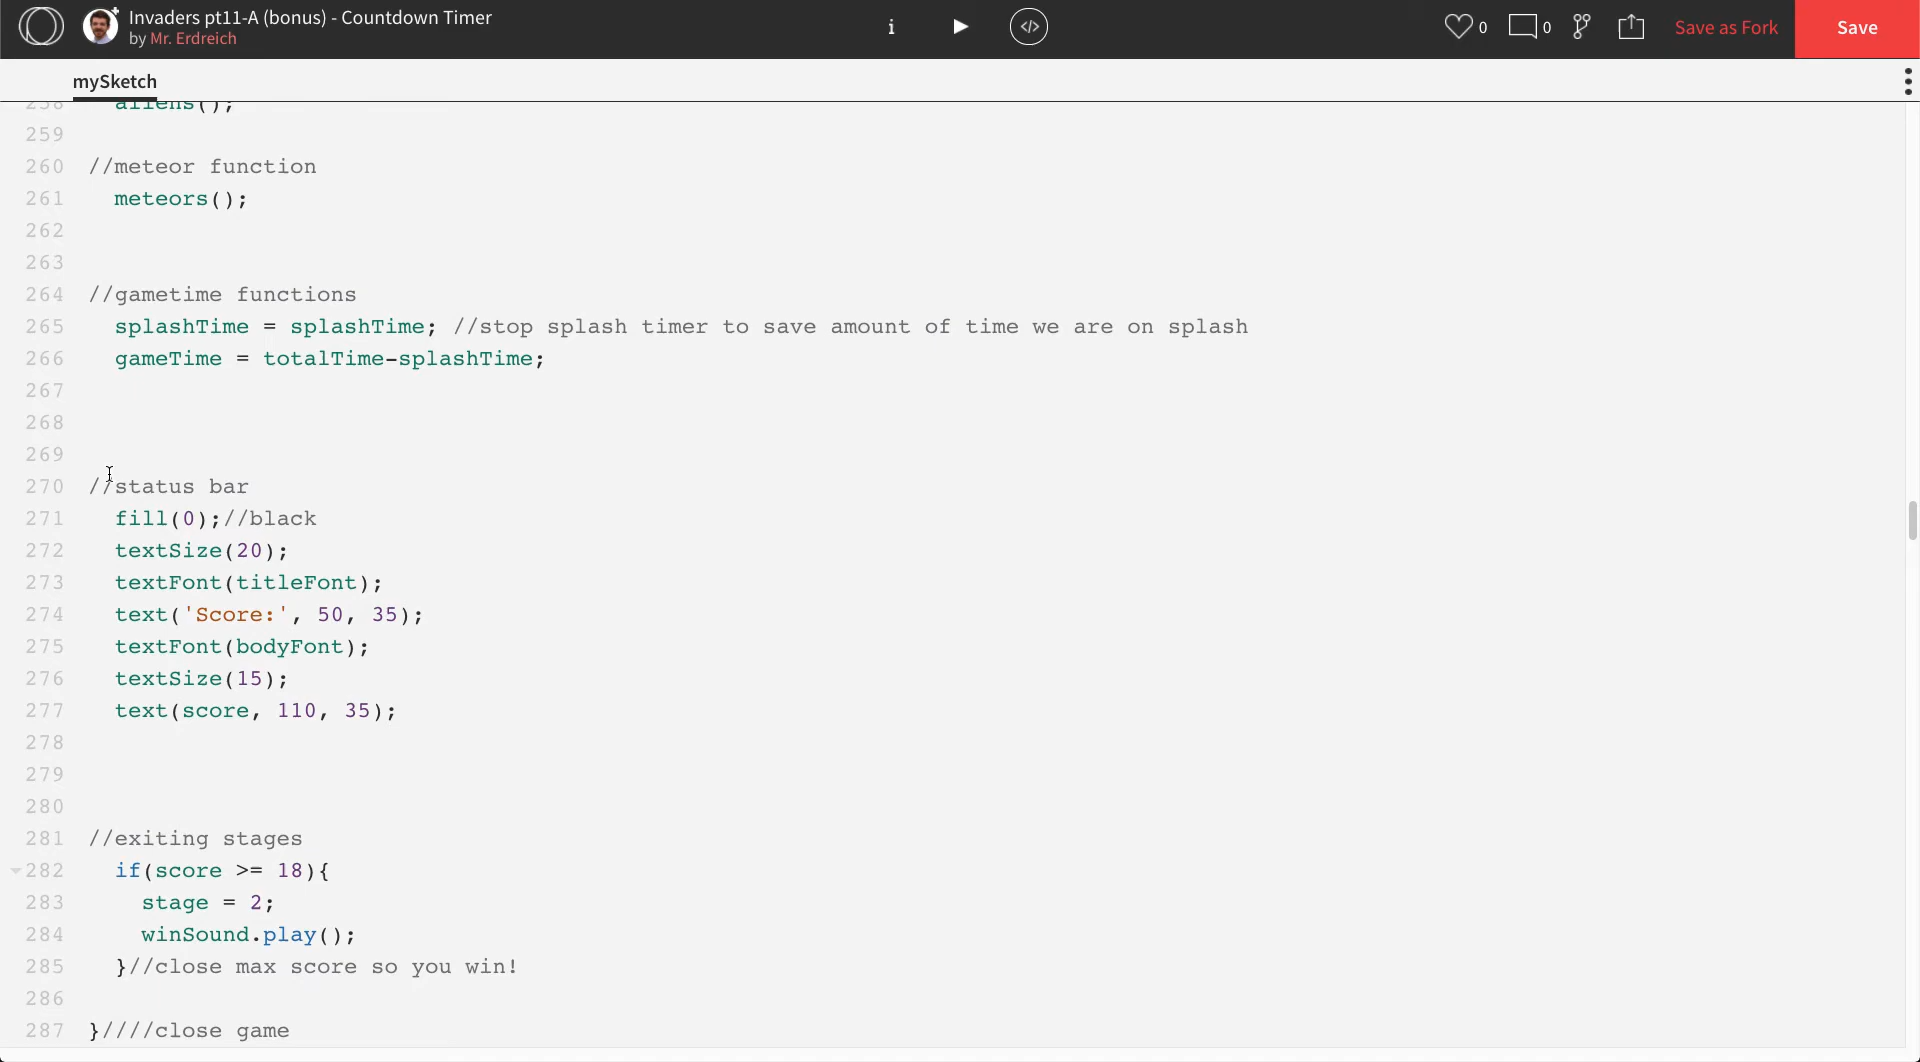 Invaders pt11-A (bonus) - Countdown Timer
by Mr. Erdreich
i
</>
0
0
Save as Fork
Save
mySketch
258 aliens();
259
260 //meteor function
261 meteors();
262
263
264 //gametime functions
265 splashTime = splashTime; //stop splash timer to save amount of time we are on splash
266 gameTime = totalTime-splashTime;
267
268
269
270 //status bar
271 fill(0);//black
272 textSize(20);
273 textFont(titleFont);
274 text('Score:', 50, 35);
275 textFont(bodyFont);
276 textSize(15);
277 text(score, 110, 35);
278
279
280
281 //exiting stages
282 if(score >= 18){
283 stage = 2;
284 winSound.play();
285 }//close max score so you win!
286
287 }////close game